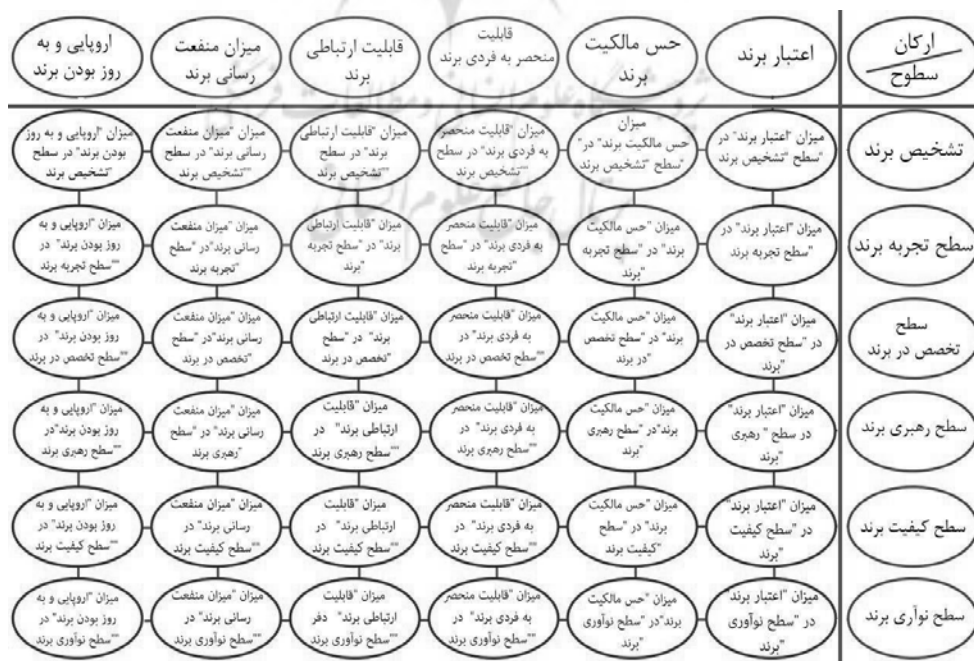 ارکان
سطوح
اعتبار برند
حس مالکیت
برند
قابلیت
منحصر به فردی برند
قابلیت ارتباطی
برند
میزان منفعت
رسانی برند
اروپایی و به
روز بودن برند
تشخیص برند
میزان "اعتبار برند" در
"سطح "تشخیص برند
میزان
حس مالکیت برند" در"
"سطح "تشخیص برند
میزان "قابلیت منحصر
به فردی برند" در سطح
""تشخیص برند
میزان "قابلیت ارتباطی
برند" در سطح
""تشخیص برند
میزان "میزان منفعت
رسانی برند" در سطح
""تشخیص برند
میزان "اروپایی و به روز
بودن برند" در سطح
"تشخیص برند
سطح تجربه برند
میزان "اعتبار برند" در
"سطح تجربه برند
میزان "حس مالکیت
برند" در "سطح تجربه
"برند
میزان "قابلیت منحصر
به فردی برند" در "سطح
"تجربه برند
میزان "قابلیت ارتباطی
برند" در "سطح تجربه
"برند
میزان "میزان منفعت
رسانی برند"در "سطح
"تجربه برند
میزان "اروپایی و به
روز بودن برند" در
""سطح تجربه برند
سطح
تخصص در برند
میزان "اعتبار برند"
در "سطح تخصص در
"برند
میزان "حس مالکیت
برند" در "سطح تخصص
"در برند
میزان "قابلیت منحصر
به فردی برند" در
""سطح تخصص در برند
میزان "قابلیت ارتباطی
برند" در "سطح
"تخصص در برند
میزان "میزان منفعت
رسانی برند"در "سطح
"تخصص در برند
میزان "اروپایی و به
روز بودن برند" در
""سطح تخصص در برند
سطح رهبری برند
میزان "اعتبار برند"
در سطح " رهبری
"برند
میزان "حس مالکیت
برند"در "سطح رهبری
"برند
میزان "قابلیت منحصر
به فردی برند" در
""سطح رهبری برند
میزان "قابلیت
ارتباطی برند" در
""سطح رهبری برند
میزان "میزان منفعت
رسانی برند" در "سطح
"رهبری برند
میزان "اروپایی و به
روز بودن برند"در
""سطح رهبری برند
سطح کیفیت برند
میزان "اعتبار برند"
در "سطح کیفیت
"برند
میزان "حس مالکیت
برند" در "سطح
"کیفیت برند
میزان "قابلیت منحصر
به فردی برند" در
""سطح کیفیت برند
میزان "قابلیت
ارتباطی برند" در
""سطح کیفیت برند
میزان "میزان منفعت
رسانی برند" در
""سطح کیفیت برند
میزان "اروپایی و به
روز بودن برند" در
""سطح کیفیت برند
سطح نوآری برند
میزان "اعتبار برند"
در "سطح نوآوری
"برند
میزان "حس مالکیت
برند"در "سطح نوآوری
"برند
میزان "قابلیت منحصر
به فردی برند" در
""سطح نوآوری برند
میزان "قابلیت
ارتباطی برند" دفر
""سطح نوآوری برند
میزان "میزان منفعت
رسانی برند" در
""سطح نوآوری برند
میزان "اروپایی و به
روز بودن برند" در
""سطح نوآوری برند
پژوهشگاه علوم انسانی و مطالعات فرهنگی
پرتال جامع علوم انسانی